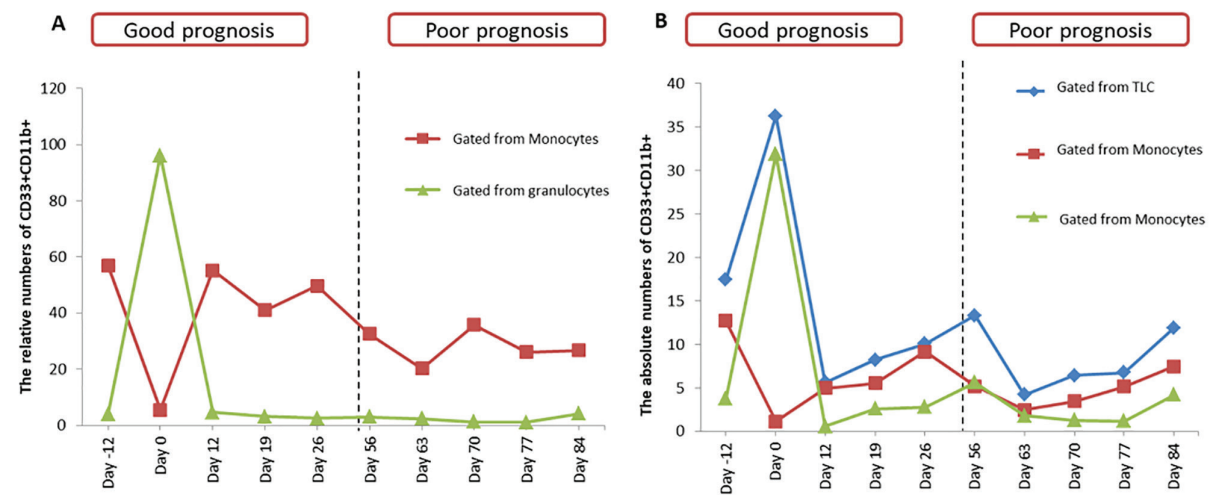 A
Good prognosis
Poor prognosis
The relative numbers of CD33+CD11b+
120
100
80
60
40
20
0
Gated from Monocytes
Gated from granulocytes
Day -12
Day 0
Day 12
Day 19
Day 26
Day 56
Day 63
Day 70
Day 77
Day 84
B
Good prognosis
Poor prognosis
The absolute numbers of CD33+CD11b+
40
35
30
25
20
15
10
5
0
Gated from TLC
Gated from Monocytes
Gated from Monocytes
Day -12
Day 0
Day 12
Day 19
Day 26
Day 56
Day 63
Day 70
Day 77
Day 84